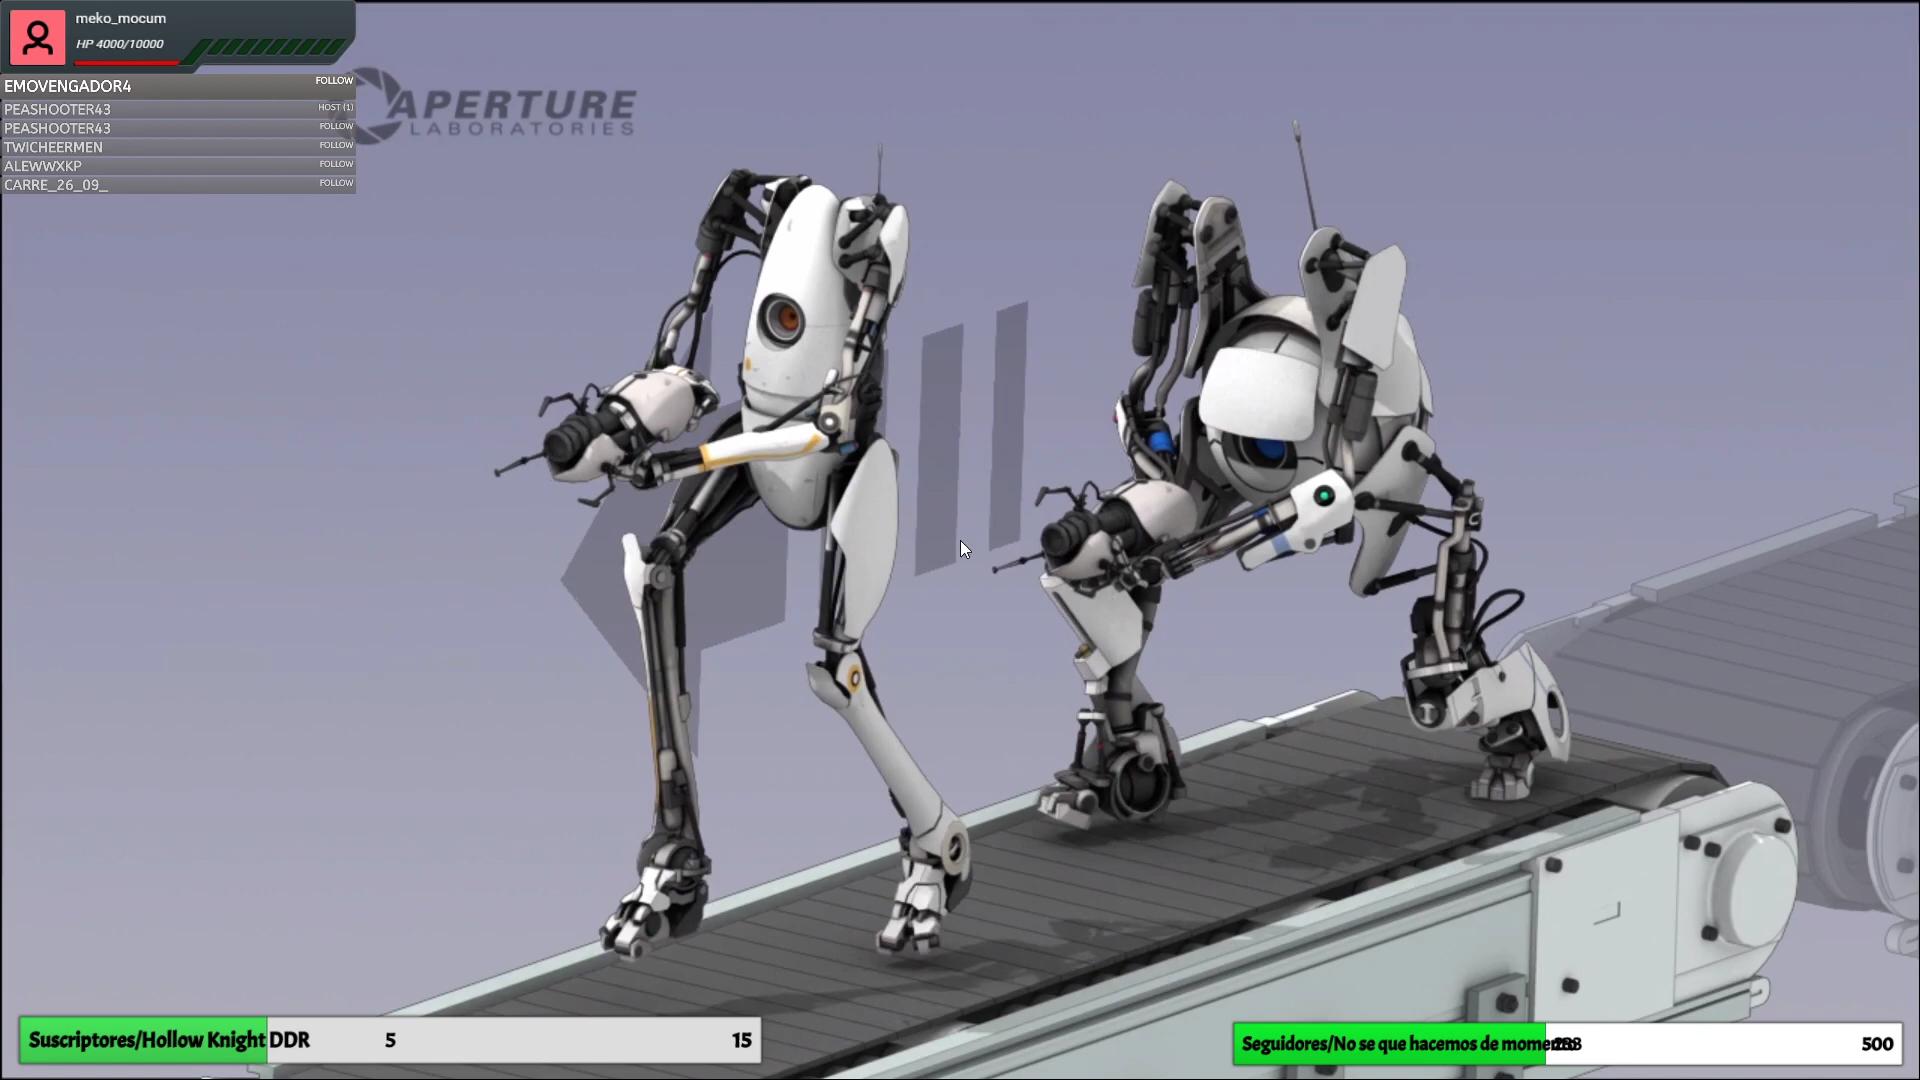 meko_mocum
HP 4000/10000
EMOVENGADOR4 FOLLOW
PEASHOOTER43 HOST (1)
PEASHOOTER43 FOLLOW
TWICHEERMEN FOLLOW
ALEWWXKP FOLLOW
CARRE_26_09_ FOLLOW
APERTURE
LABORATORIES
Suscriptores/Hollow Knight DDR 5 15
Seguidores/No se que hacemos de momento 500